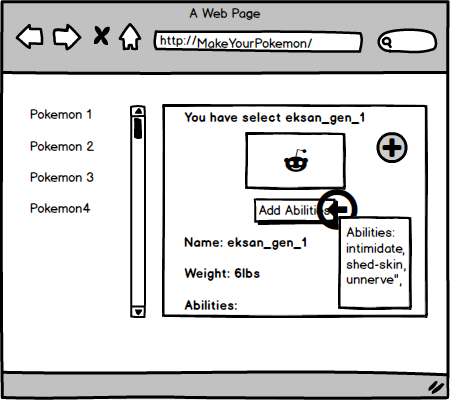 A Web Page
http://MakeYourPokemon/
Pokemon 1
Pokemon 2
Pokemon 3
Pokemon4
You have select eksan_gen_1
Add Abilities
Name: eksan_gen_1
Weight: 6lbs
Abilities:
Abilities:
intimidate,
shed-skin,
unnerve",